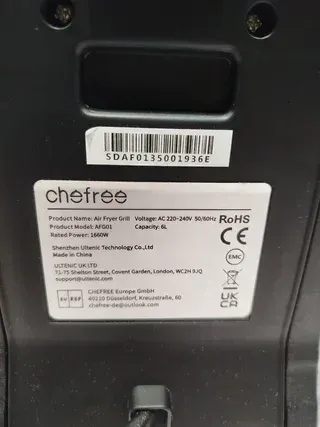 SDAF0135001936E
chefree
Product Name: Air Fryer Grill Voltage: AC 220-240V 50/60Hz
Product Model: AFG01 Capacity: 6L
Rated Power: 1660W
RoHS
CE
Shenzhen Ultenic Technology Co.,Ltd
Made in China
EMC
ULTENIC UK LTD
71-75 Shelton Street, Covent Garden, London, WC2H 9JQ
support@ultenic.com
UK CA
EU REP
CHEFREE Europe GmbH
40210 Düsseldorf, Kreuzstraße, 60
chefree-de@outlook.com